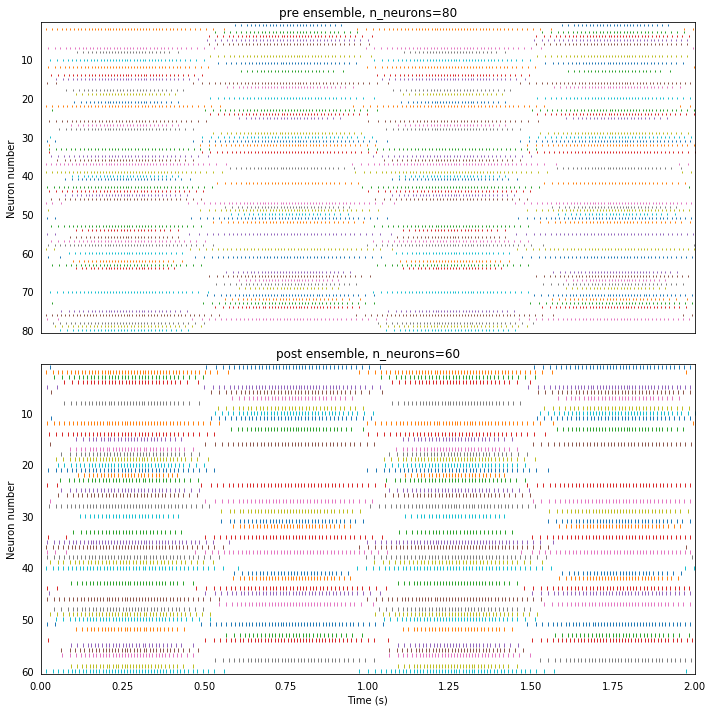 pre ensemble, n_neurons=80
10
20
30
40
50
60
70
80
Neuron number
post ensemble, n_neurons=60
10
20
30
40
50
60
Neuron number
0.00 0.25 0.50 0.75 1.00 1.25 1.50 1.75 2.00
Time (s)